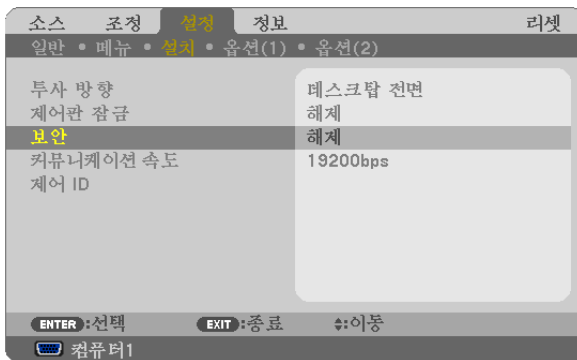 소스 조정 설정 정보 리셋
일반 • 메뉴 • 설치 • 옵션(1) • 옵션(2)
투사 방향 데스크탑 전면
제어판 잠금 해제
보안 해제
커뮤니케이션 속도 19200bps
제어 ID
ENTER :선택 EXIT :종료 :이동
컴퓨터1